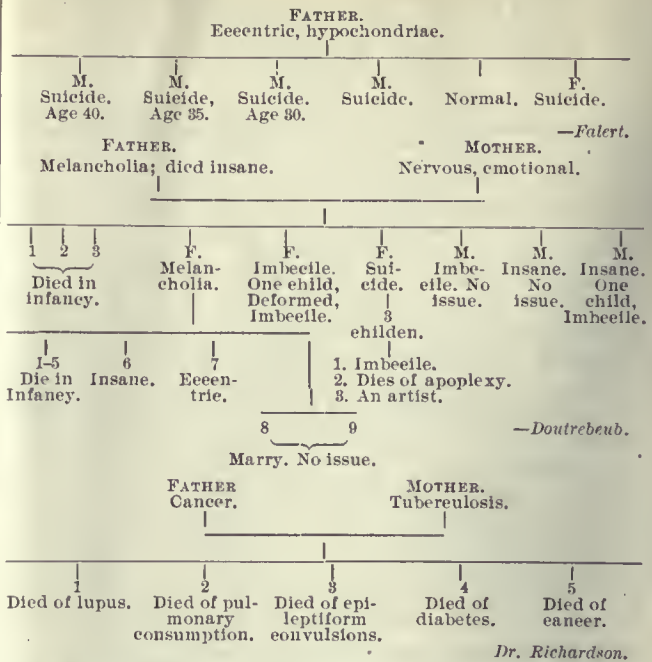 FATHER.
Eccentric, hypochondriac.
M. M. M. M. F.
Suicide. Suicide, Suicide. Suicide. Normal. Suicide.
Age 40. Age 35. Age 30.
—Falert.
FATHER. MOTHER.
Melancholia; died insane. Nervous, emotional.
1 2 3 F. F. F. M. M. M.
Died in Melan- Imbecile. Sui- Imbe- Insane. Insane.
infancy. cholia. One child, cide. cile. No No One
Deformed, issue. issue. child,
Imbecile. 3 Imbecile.
childen.
1–5 6 7 1. Imbecile.
Die in Insane. Eccen- 2. Dies of apoplexy.
Infancy. tric. 3. An artist.
8 9 —Doutrebeub.
Marry. No issue.
FATHER MOTHER.
Cancer. Tuberculosis.
1 2 3 4 5
Died of lupus. Died of pul- Died of epi- Died of Died of
monary leptiform diabetes. cancer.
consumption. convulsions.
Dr. Richardson.